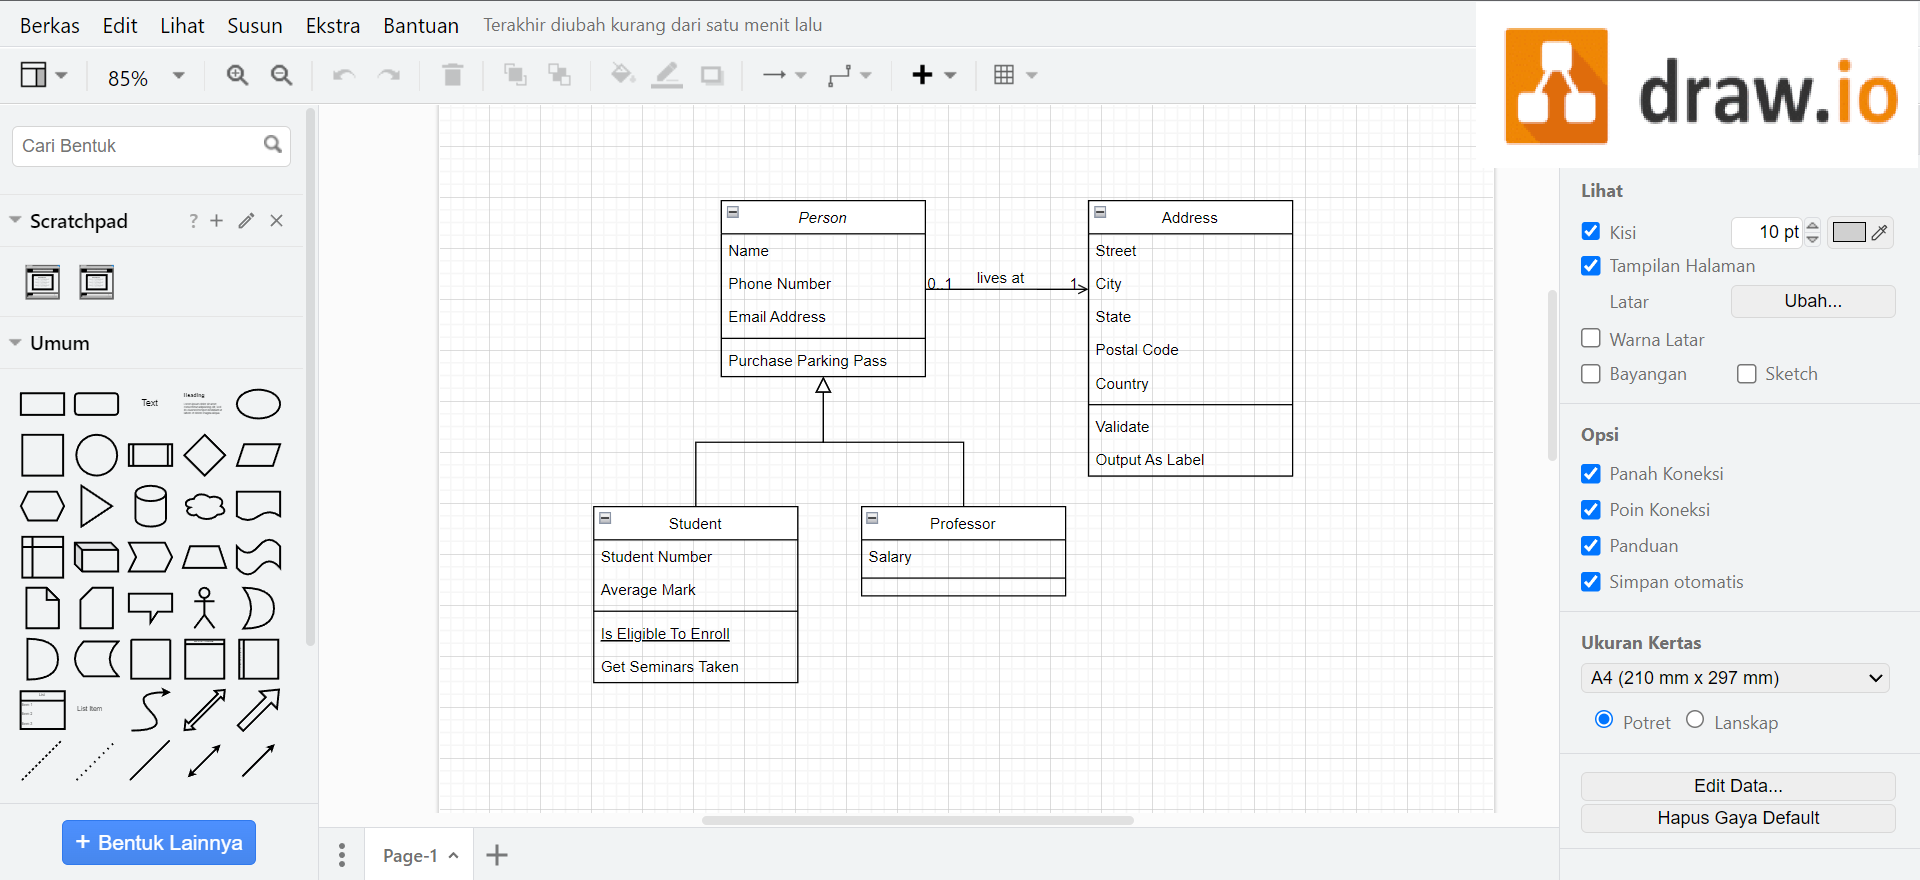 Berkas Edit Lihat Susun Ekstra Bantuan Terakhir diubah kurang dari satu menit lalu
draw.io
85%
Cari Bentuk
Scratchpad ? + ×
Umum
Text
Heading
List Item
+ Bentuk Lainnya
Person
Name
Phone Number
Email Address
Purchase Parking Pass
0..1 lives at 1
Address
Street
City
State
Postal Code
Country
Validate
Output As Label
Student
Student Number
Average Mark
Is Eligible To Enroll
Get Seminars Taken
Professor
Salary
Page-1
Lihat
Kisi 10 pt
Tampilan Halaman
Latar Ubah...
Warna Latar
Bayangan Sketch
Opsi
Panah Koneksi
Poin Koneksi
Panduan
Simpan otomatis
Ukuran Kertas
A4 (210 mm x 297 mm)
Potret Lanskap
Edit Data...
Hapus Gaya Default